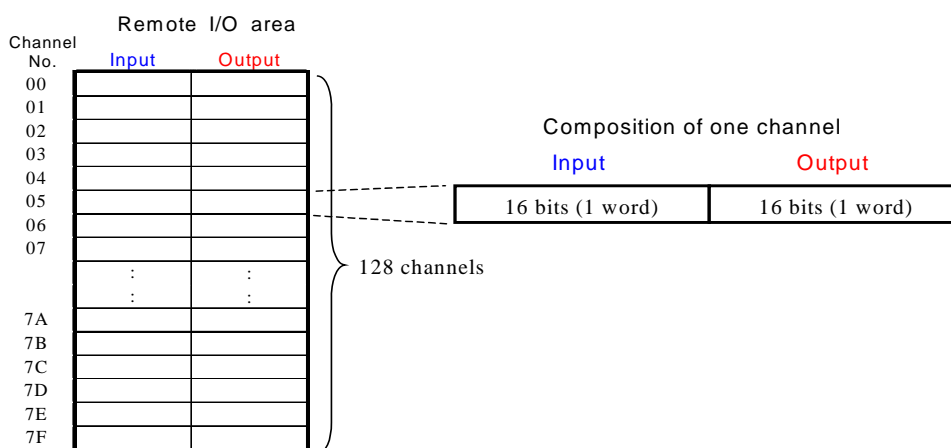 Remote I/O area
Channel
No.
Input Output
00
01
02
03
04
05
06
07
: :
: :
7A
7B
7C
7D
7E
7F
128 channels
Composition of one channel
Input Output
16 bits (1 word) 16 bits (1 word)